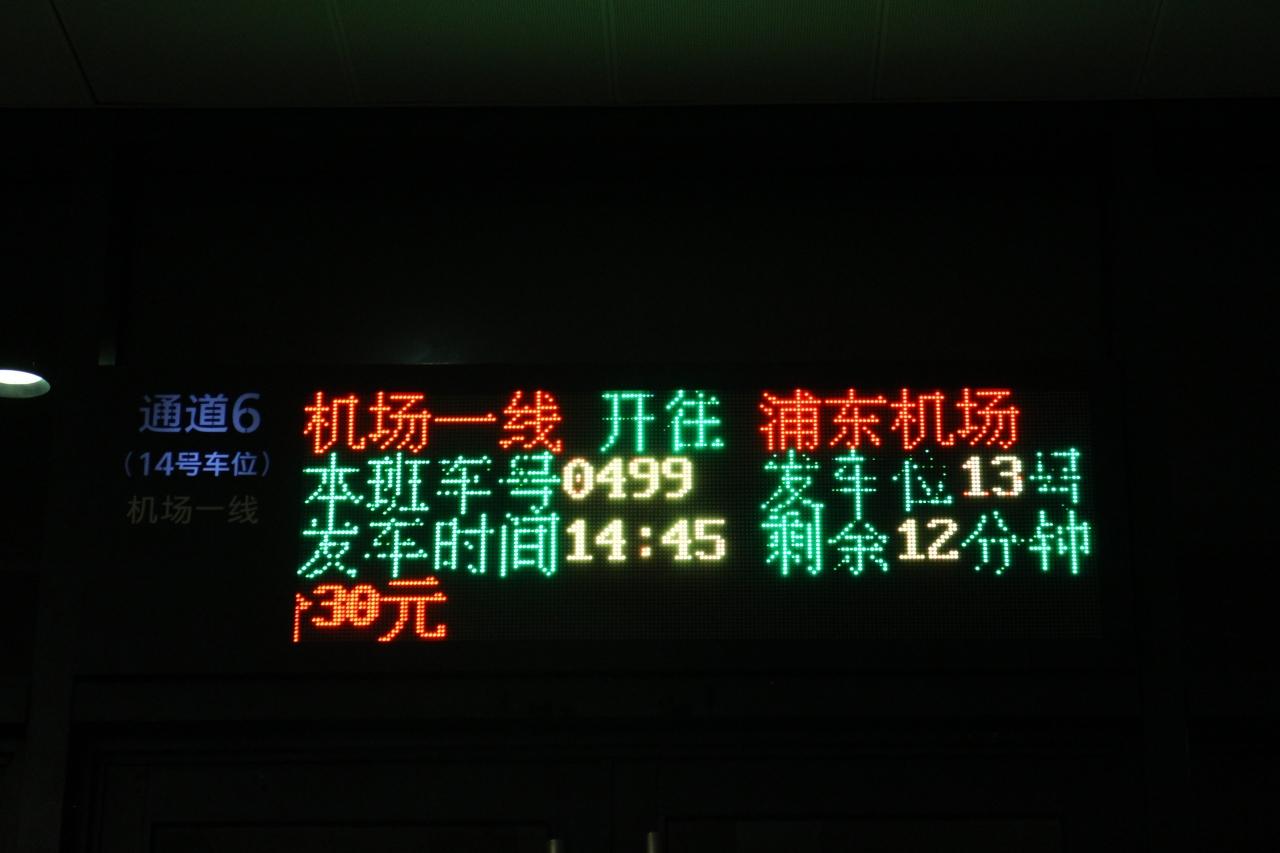 通道6
（14号车位）
机场一线
机场一线 开往 浦东机场
本班车号0499 发车位13号
发车时间14:45 剩余12分钟
30元